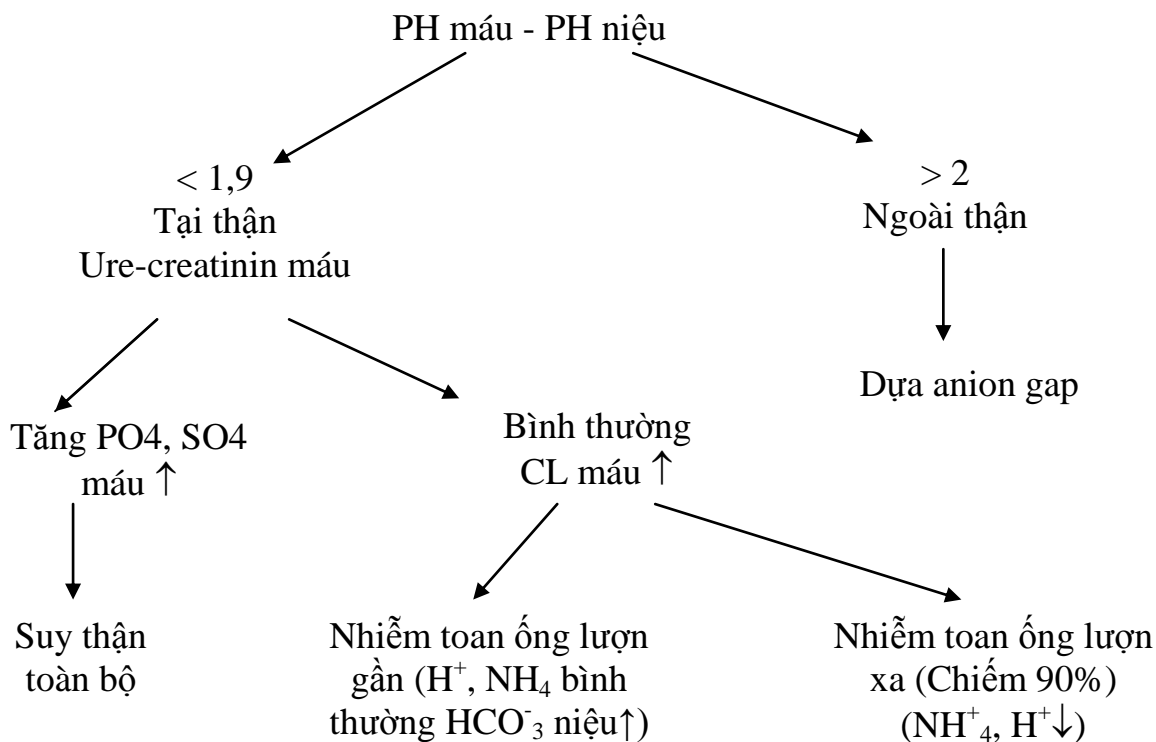 PH máu - PH niệu
< 1,9
Tại thận
Ure-creatinin máu
> 2
Ngoài thận
Dựa anion gap
Tăng PO4, SO4
máu ↑
Bình thường
CL máu ↑
Suy thận
toàn bộ
Nhiễm toan ống lượn
gần (H⁺, NH₄ bình
thường HCO⁻₃ niệu↑)
Nhiễm toan ống lượn
xa (Chiếm 90%)
(NH⁺₄, H⁺↓)